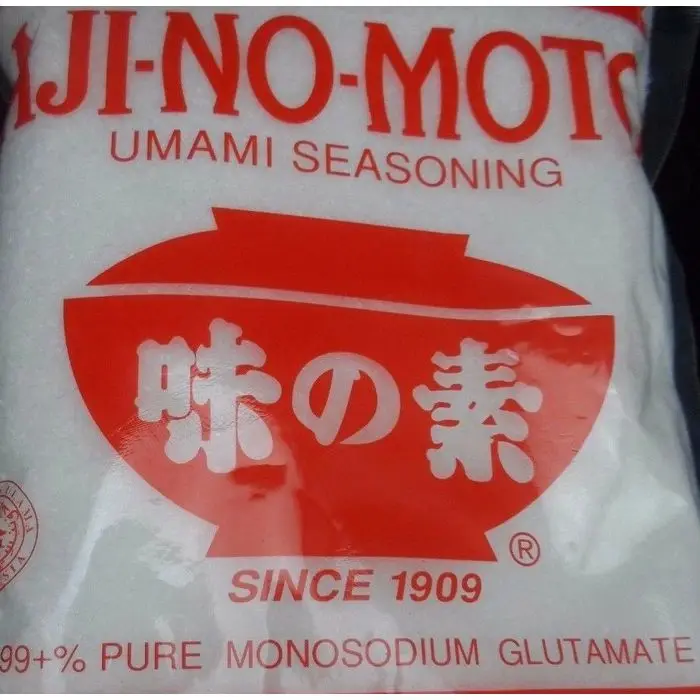 AJI-NO-MOTO
UMAMI SEASONING
味の素
®
SINCE 1909
99+% PURE MONOSODIUM GLUTAMATE